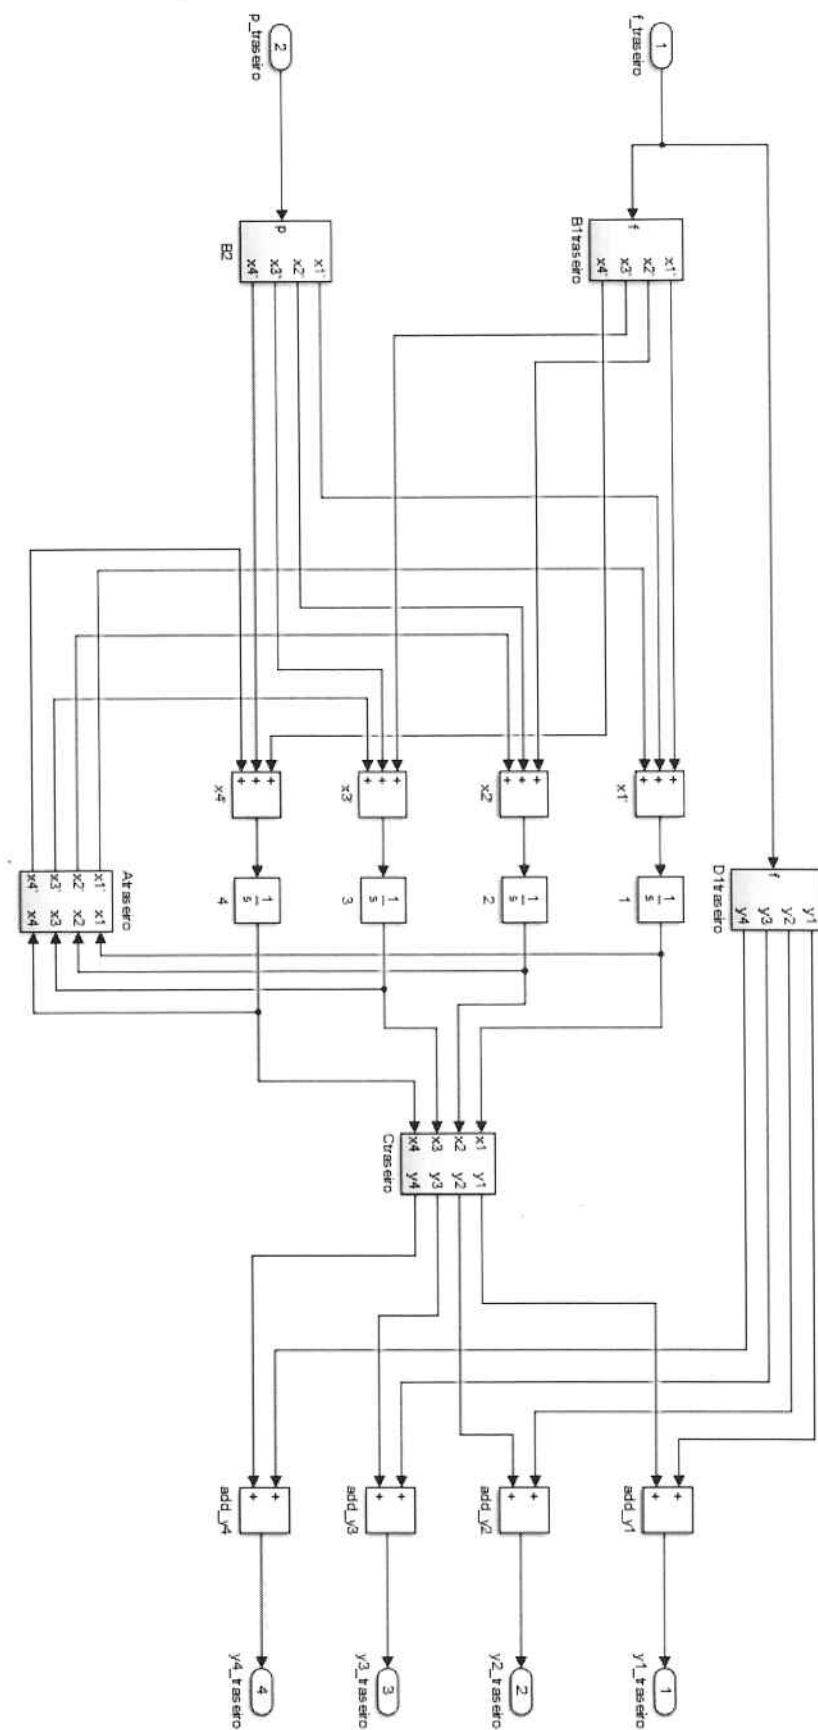 1
f_traseiro
2
p_traseiro
f
x1'
x2'
x3'
x4'
B1traseiro
p
x1'
x2'
x3'
x4'
B2
f
y1
y2
y3
y4
D1traseiro
+
+
+
x1'
+
+
+
x2'
+
+
+
x3'
+
+
+
x4'
1/s
1
1/s
2
1/s
3
1/s
4
x1' x1
x2' x2
x3' x3
x4' x4
Atraseiro
x1 y1
x2 y2
x3 y3
x4 y4
Ctraseiro
+
+
add_y1
+
+
add_y2
+
+
add_y3
+
+
add_y4
1
y1_traseiro
2
y2_traseiro
3
y3_traseiro
4
y4_traseiro